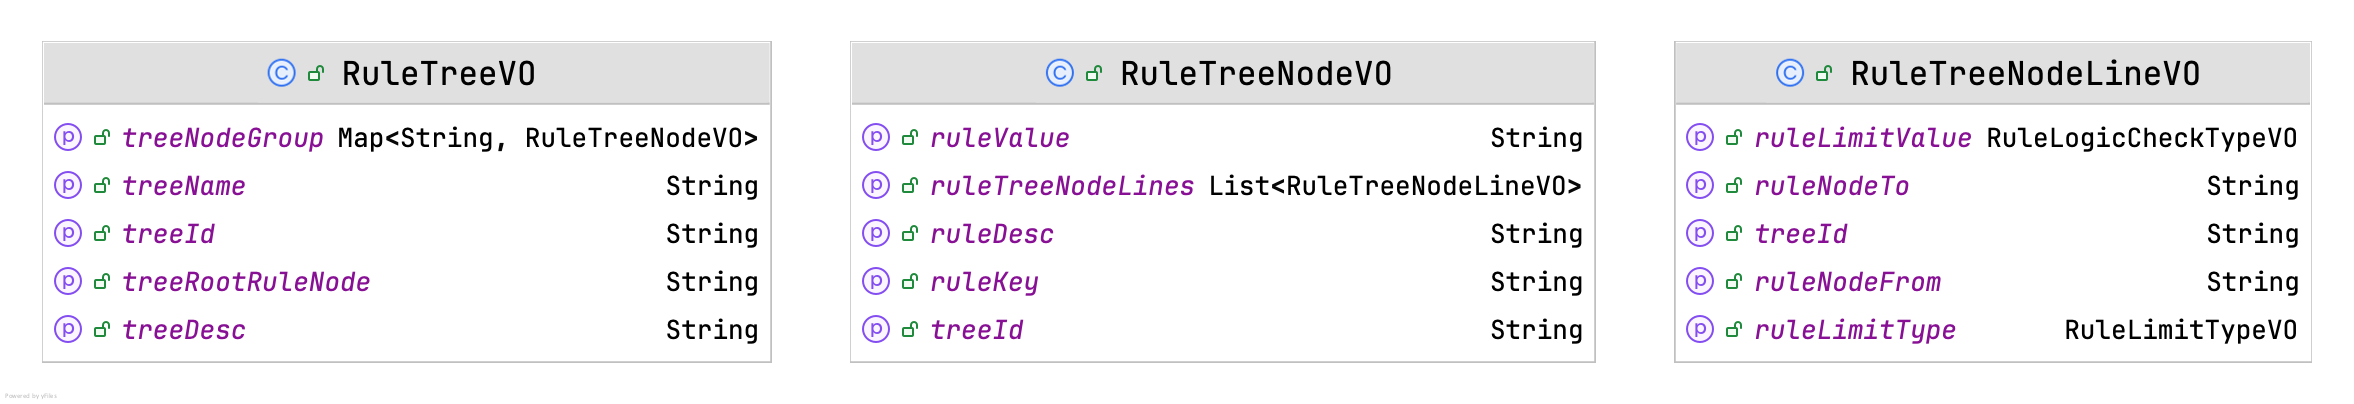 RuleTreeVO
treeNodeGroup Map<String, RuleTreeNodeVO>
treeName String
treeId String
treeRootRuleNode String
treeDesc String
RuleTreeNodeVO
ruleValue String
ruleTreeNodeLines List<RuleTreeNodeLineVO>
ruleDesc String
ruleKey String
treeId String
RuleTreeNodeLineVO
ruleLimitValue RuleLogicCheckTypeVO
ruleNodeTo String
treeId String
ruleNodeFrom String
ruleLimitType RuleLimitTypeVO
Powered by yFiles